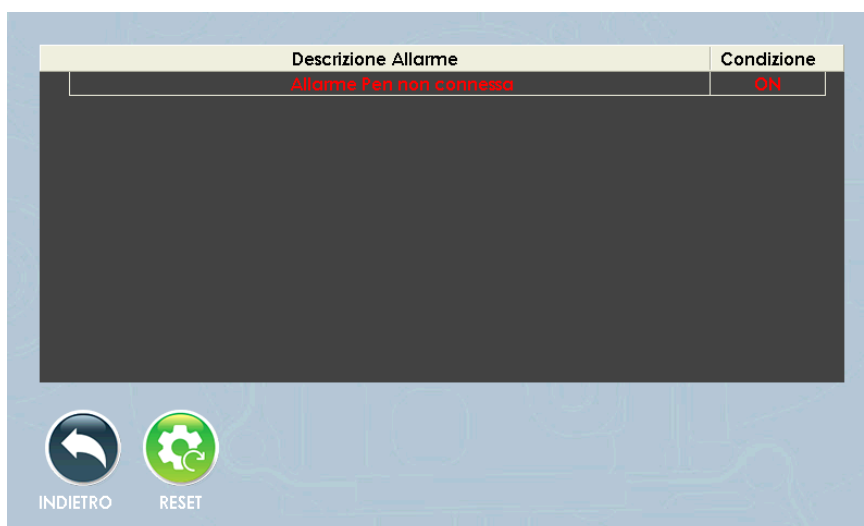 Descrizione Allarme Condizione
Allarme Pen non connessa ON
INDIETRO RESET